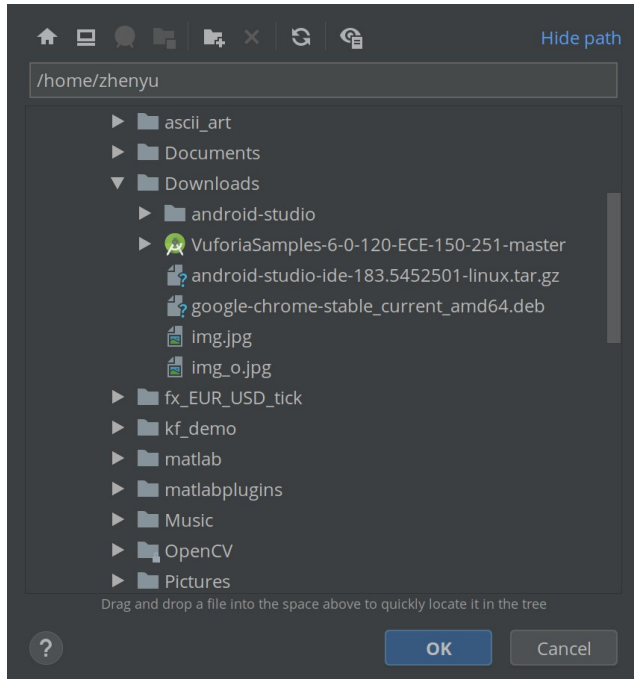 Hide path
/home/zhenyu
ascii_art
Documents
Downloads
android-studio
VuforiaSamples-6-0-120-ECE-150-251-master
android-studio-ide-183.5452501-linux.tar.gz
google-chrome-stable_current_amd64.deb
img.jpg
img_o.jpg
fx_EUR_USD_tick
kf_demo
matlab
matlabplugins
Music
OpenCV
Pictures
Drag and drop a file into the space above to quickly locate it in the tree
? OK Cancel